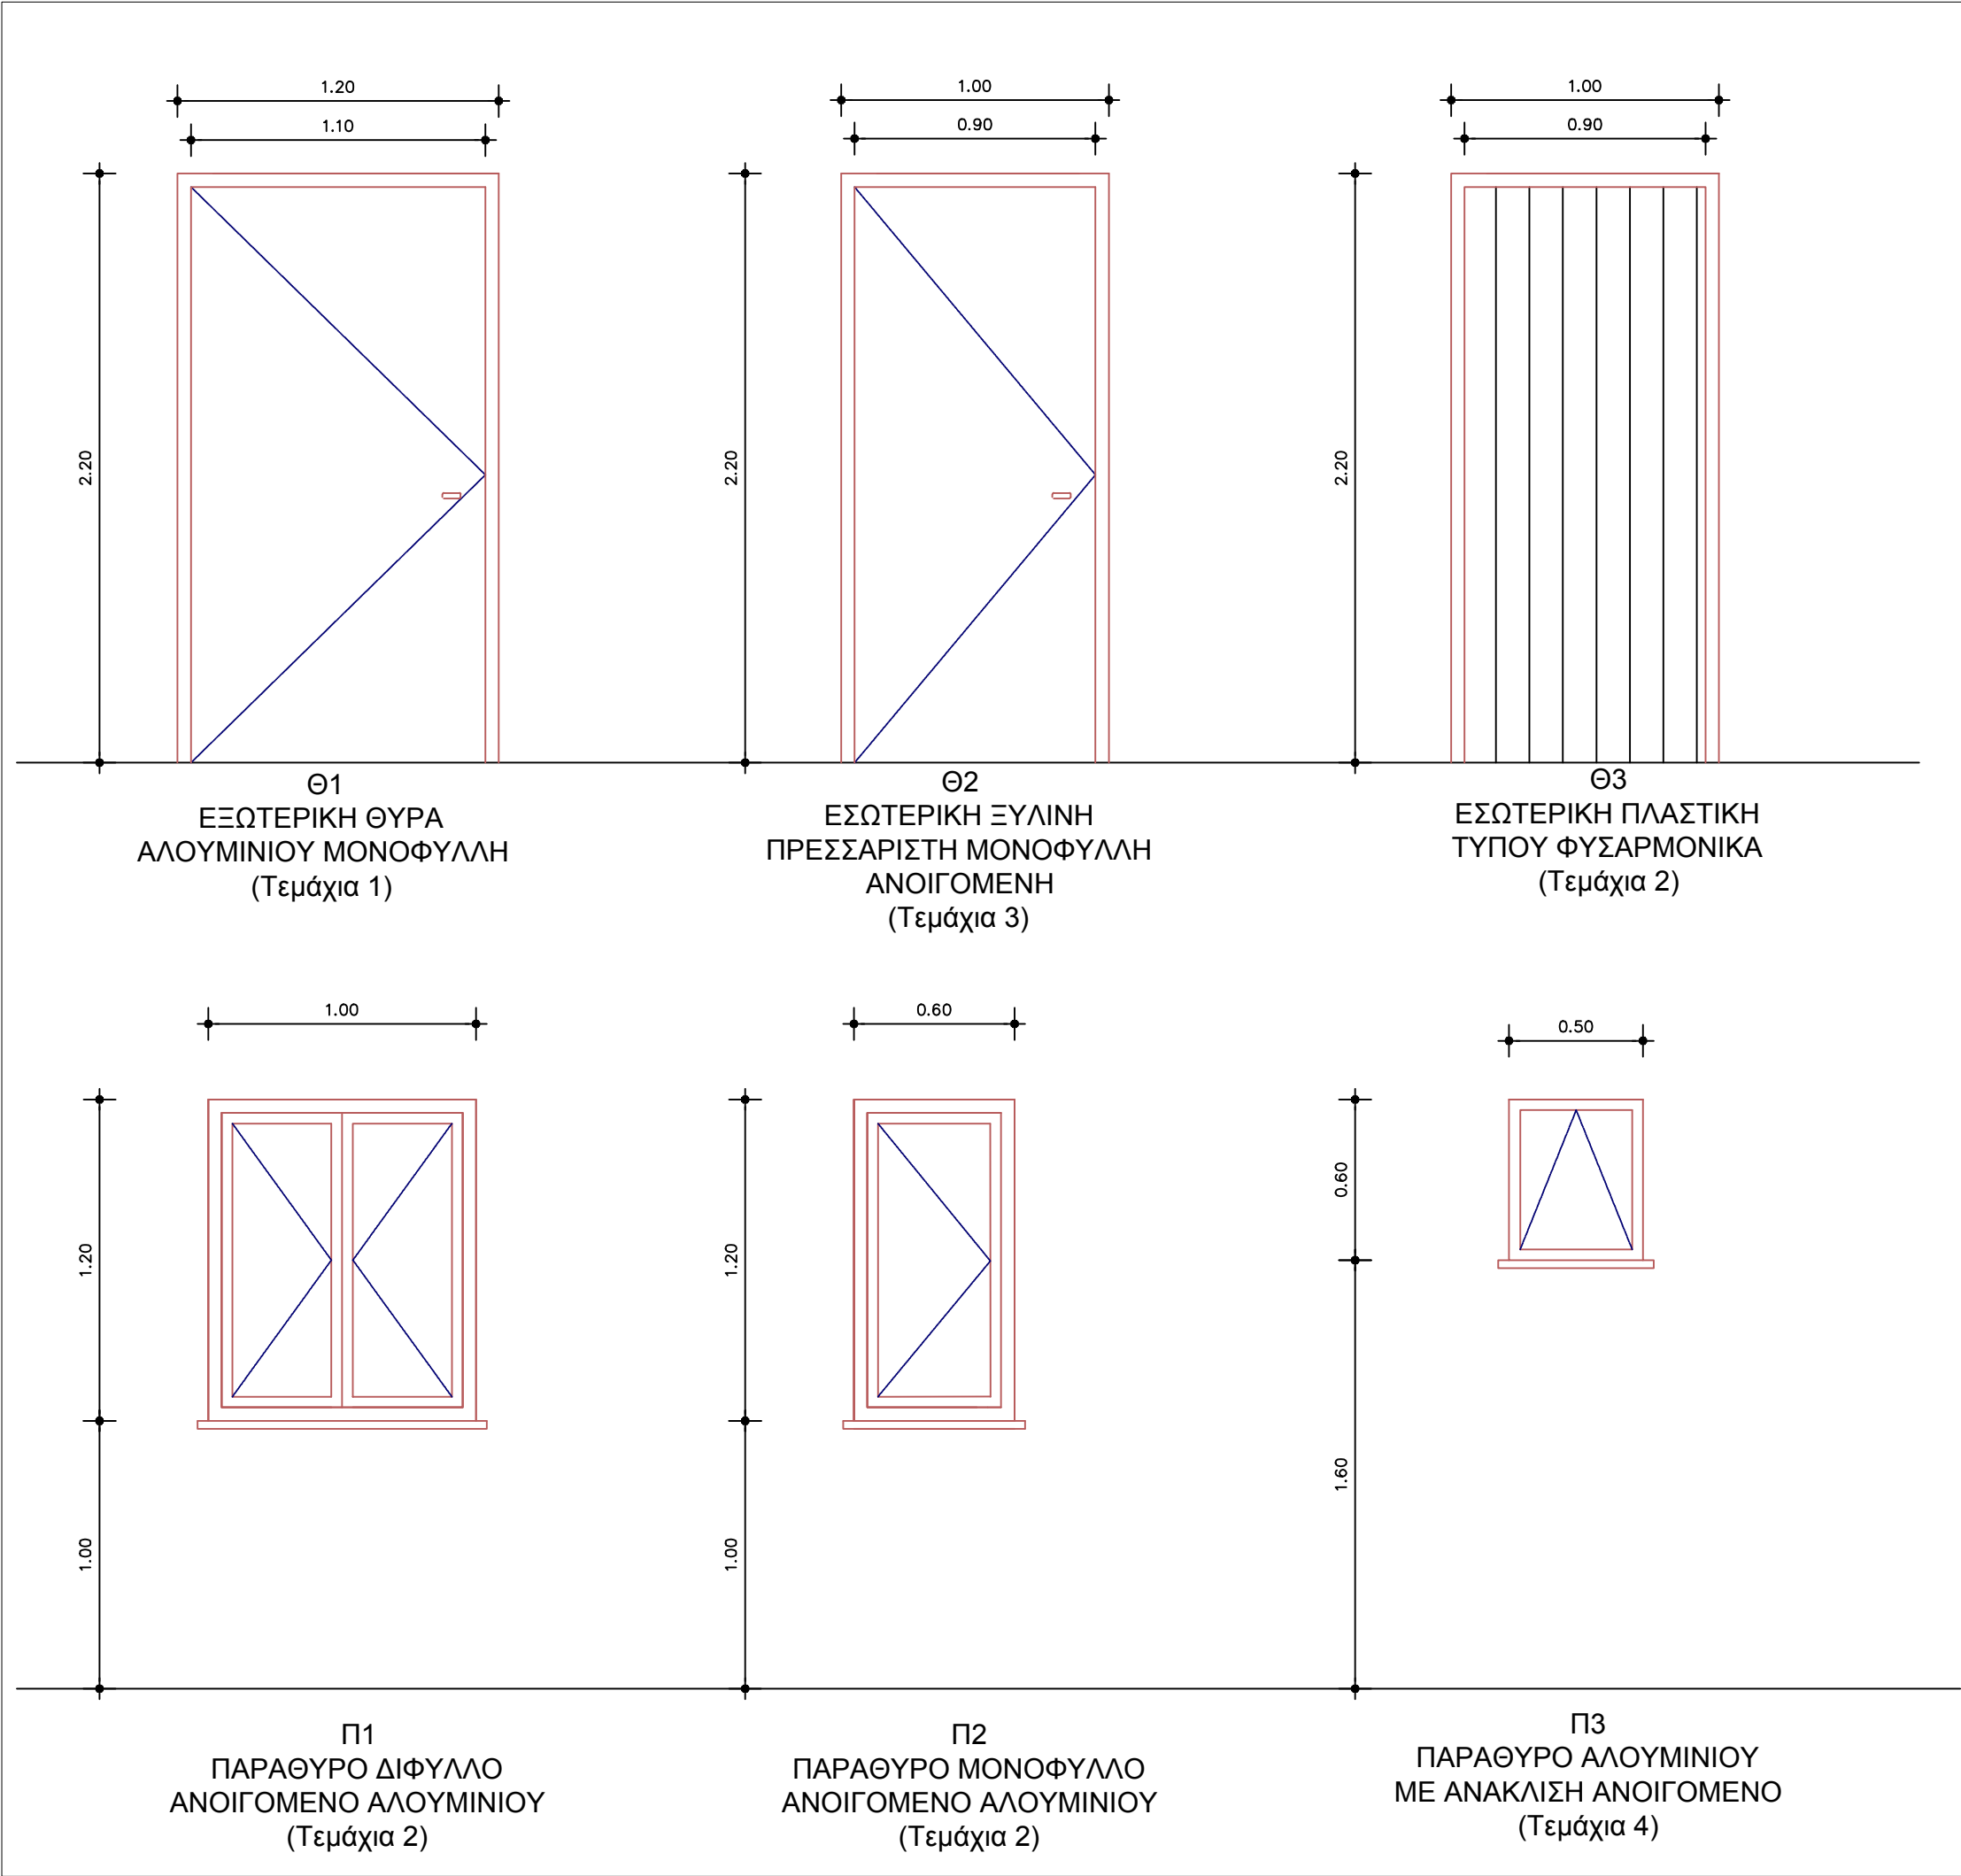 1.20
1.10
2.20
Θ1
ΕΞΩΤΕΡΙΚΗ ΘΥΡΑ
ΑΛΟΥΜΙΝΙΟΥ ΜΟΝΟΦΥΛΛΗ
(Τεμάχια 1)
1.00
0.90
2.20
Θ2
ΕΣΩΤΕΡΙΚΗ ΞΥΛΙΝΗ
ΠΡΕΣΣΑΡΙΣΤΗ ΜΟΝΟΦΥΛΛΗ
ΑΝΟΙΓΟΜΕΝΗ
(Τεμάχια 3)
1.00
0.90
2.20
Θ3
ΕΣΩΤΕΡΙΚΗ ΠΛΑΣΤΙΚΗ
ΤΥΠΟΥ ΦΥΣΑΡΜΟΝΙΚΑ
(Τεμάχια 2)
1.00
1.20
1.00
Π1
ΠΑΡΑΘΥΡΟ ΔΙΦΥΛΛΟ
ΑΝΟΙΓΟΜΕΝΟ ΑΛΟΥΜΙΝΙΟΥ
(Τεμάχια 2)
0.60
1.20
1.00
Π2
ΠΑΡΑΘΥΡΟ ΜΟΝΟΦΥΛΛΟ
ΑΝΟΙΓΟΜΕΝΟ ΑΛΟΥΜΙΝΙΟΥ
(Τεμάχια 2)
0.50
0.60
1.60
Π3
ΠΑΡΑΘΥΡΟ ΑΛΟΥΜΙΝΙΟΥ
ΜΕ ΑΝΑΚΛΙΣΗ ΑΝΟΙΓΟΜΕΝΟ
(Τεμάχια 4)